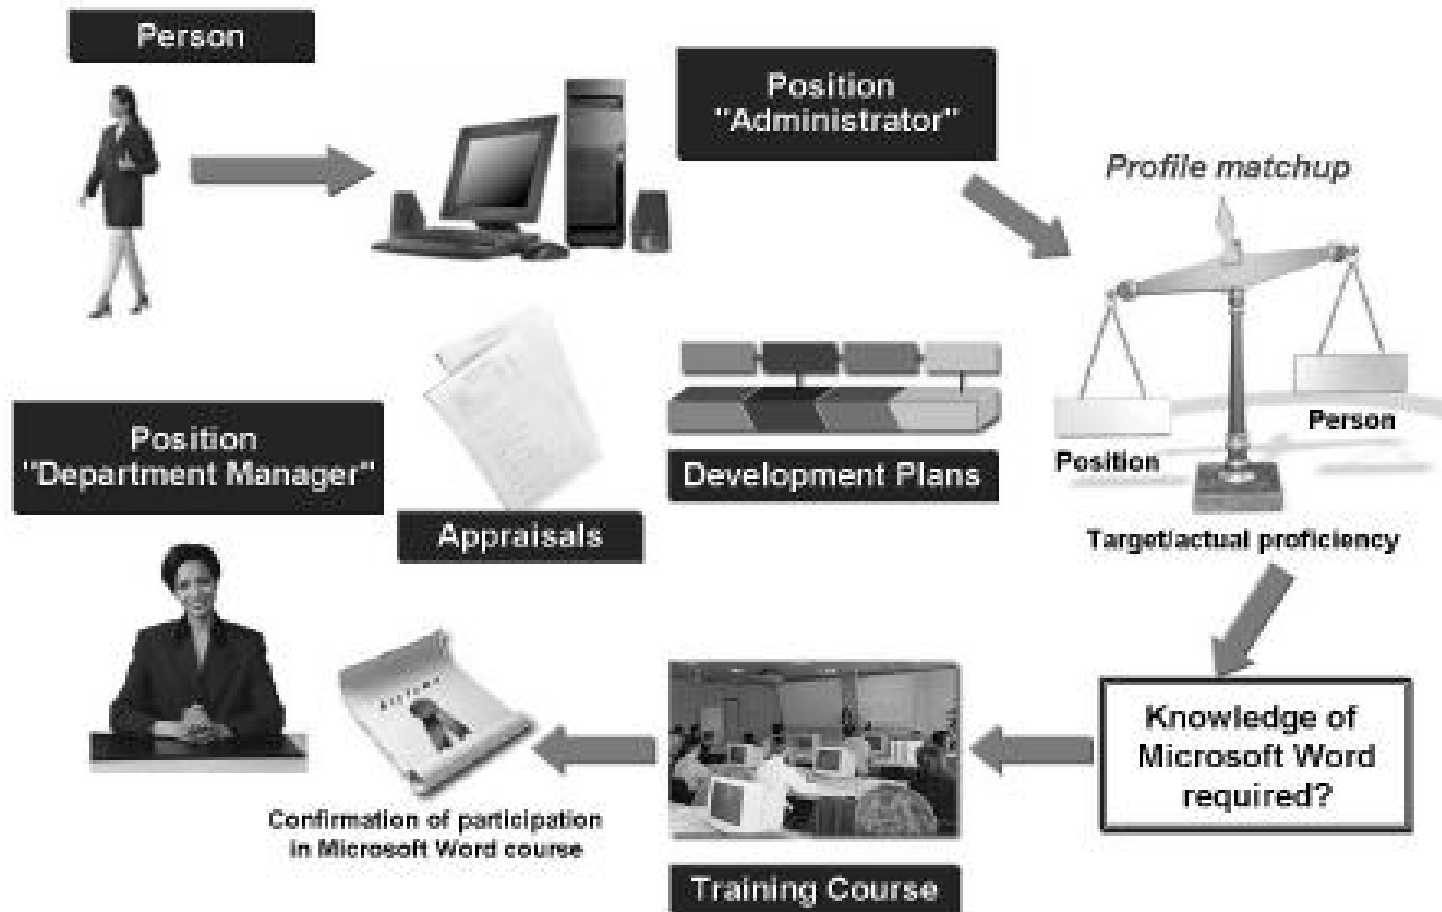 Person
Position
"Administrator"
Profile matchup
Position
Person
Target/actual proficiency
Position
"Department Manager"
Appraisals
Development Plans
Knowledge of
Microsoft Word
required?
Training Course
Confirmation of participation
in Microsoft Word course